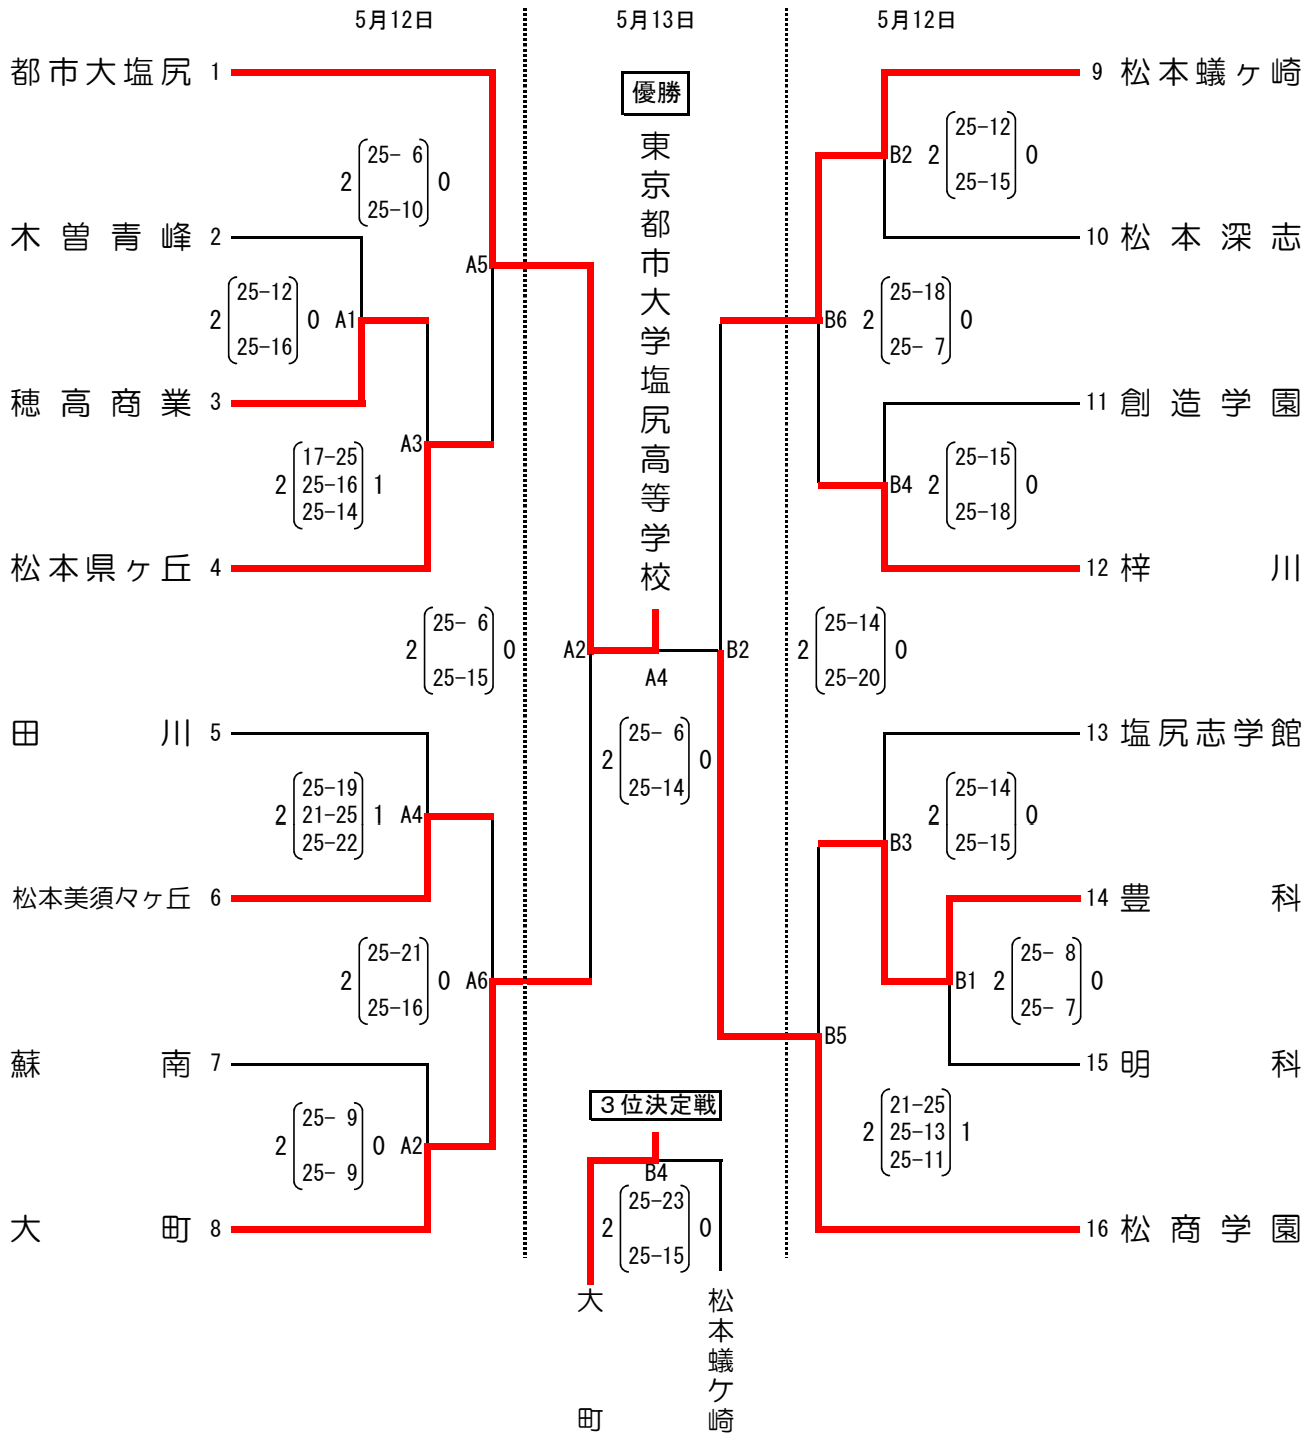 5月12日 5月13日 5月12日
都市大塩尻 1
優勝
東京都市大学塩尻高等学校
9 松本蟻ヶ崎
2 25- 6 0
25-10
B2 2 25-12 0
25-15
木曽青峰 2
10 松本深志
A5
2 25-12 0 A1
25-16
B6 2 25-18 0
25- 7
穂高商業 3
11 創造学園
A3
2 17-25 1
25-16
25-14
B4 2 25-15 0
25-18
松本県ヶ丘 4
12 梓川
2 25- 6 0
25-15
A2
A4
B2
2 25-14 0
25-20
田川 5
2 25- 6 0
25-14
13 塩尻志学館
2 25-19 1 A4
21-25
25-22
2 25-14 0
25-15
B3
松本美須々ヶ丘 6
14 豊科
2 25-21 0 A6
25-16
B1 2 25- 8 0
25- 7
B5
蘇南 7
15 明科
2 25- 9 0 A2
25- 9
3位決定戦
2 21-25 1
25-13
25-11
B4
2 25-23 0
25-15
大町 8
16 松商学園
大町
松本蟻ケ崎